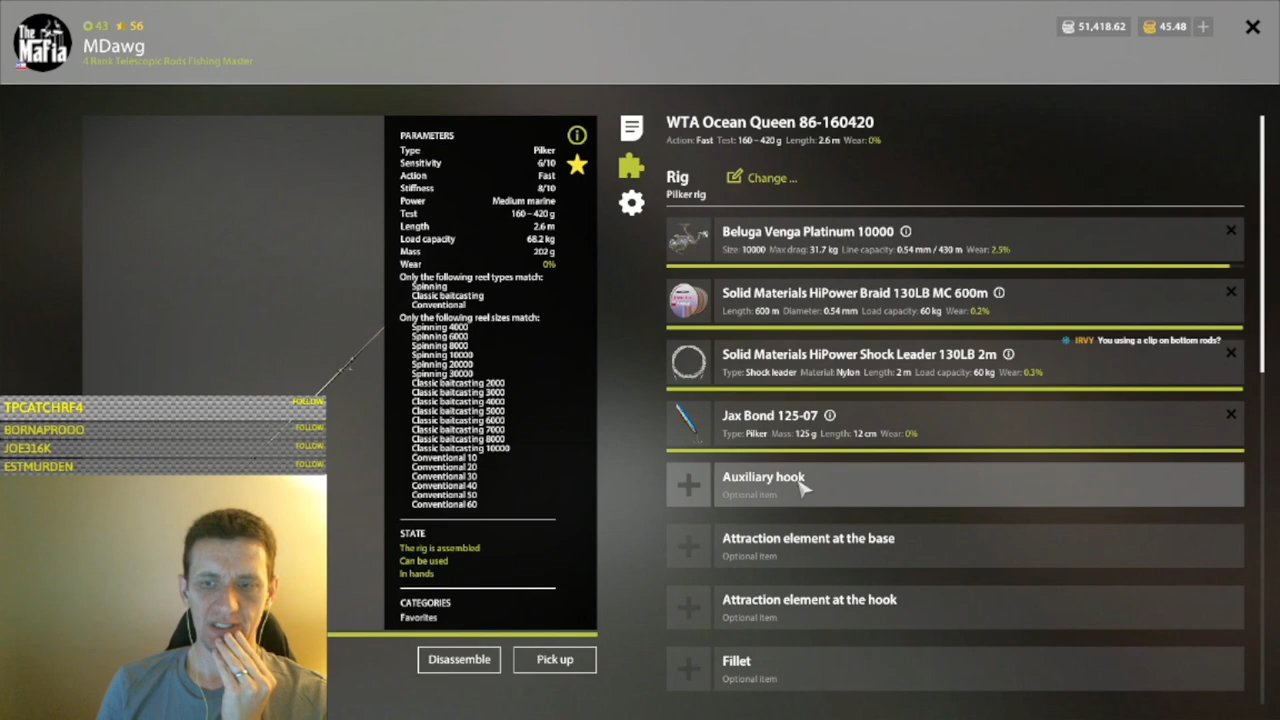 The
MaFia
43 56
MDawg
4 Rank Telescopic Rods Fishing Master
51,418.62
45.48
PARAMETERS
Type Pilker
Sensitivity 6/10
Action Fast
Stiffness 8/10
Power Medium marine
Test 160 – 420 g
Length 2.6 m
Load capacity 68.2 kg
Mass 202 g
Wear 0%
Only the following reel types match:
Spinning
Classic baitcasting
Conventional
Only the following reel sizes match:
Spinning 4000
Spinning 6000
Spinning 8000
Spinning 10000
Spinning 20000
Spinning 30000
Classic baitcasting 2000
Classic baitcasting 3000
Classic baitcasting 4000
Classic baitcasting 5000
Classic baitcasting 6000
Classic baitcasting 7000
Classic baitcasting 8000
Classic baitcasting 10000
Conventional 10
Conventional 20
Conventional 30
Conventional 40
Conventional 50
Conventional 60
STATE
The rig is assembled
Can be used
In hands
CATEGORIES
Favorites
Disassemble
Pick up
WTA Ocean Queen 86-160420
Action: Fast Test: 160 – 420 g Length: 2.6 m Wear: 0%
Rig
Change ...
Pilker rig
Beluga Venga Platinum 10000
Size: 10000 Max drag: 31.7 kg Line capacity: 0.54 mm / 430 m Wear: 2.5%
Solid Materials HiPower Braid 130LB MC 600m
Length: 600 m Diameter: 0.54 mm Load capacity: 60 kg Wear: 0.2%
IRVY You using a clip on bottom rods?
Solid Materials HiPower Shock Leader 130LB 2m
Type: Shock leader Material: Nylon Length: 2 m Load capacity: 60 kg Wear: 0.3%
Jax Bond 125-07
Type: Pilker Mass: 125 g Length: 12 cm Wear: 0%
Auxiliary hook
Optional item
Attraction element at the base
Optional item
Attraction element at the hook
Optional item
Fillet
Optional item
TPCATCHRF4 FOLLOW
BORNAPROOO FOLLOW
JOE316K FOLLOW
ESTMURDEN FOLLOW